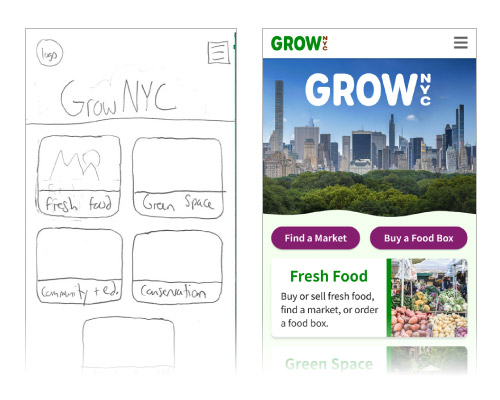 logo
Grow NYC
fresh food
Green Space
Community + ed.
Conservation
GROW NYC
GROW NYC
Find a Market
Buy a Food Box
Fresh Food
Buy or sell fresh food,
find a market, or order
a food box.
Green Space